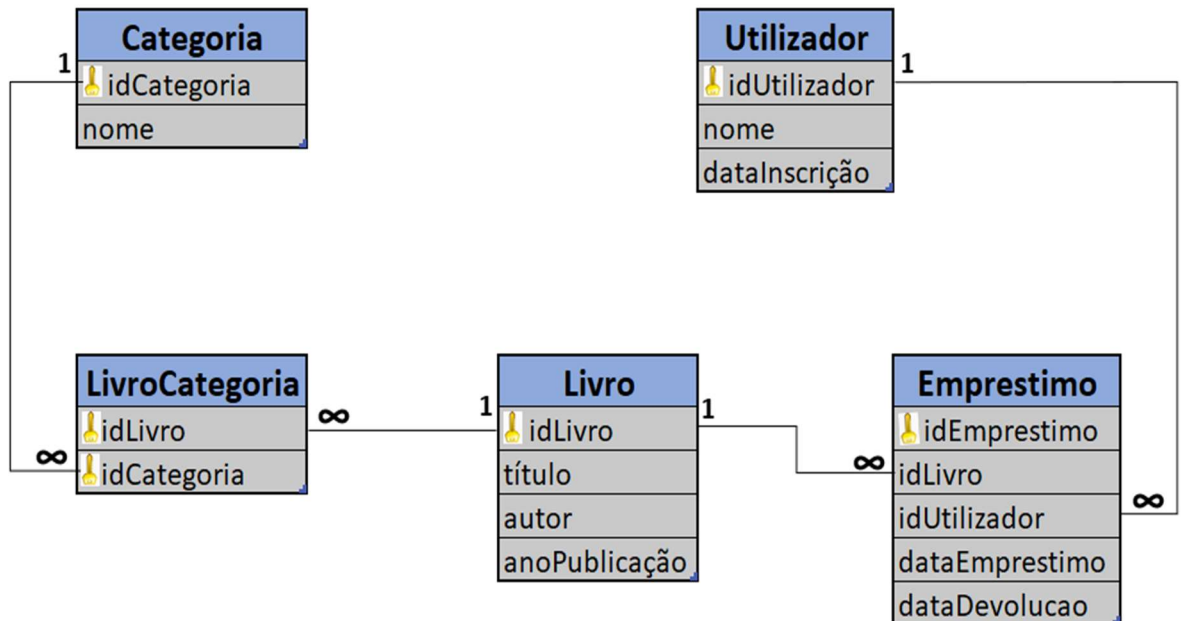 Categoria
1
idCategoria
nome
Utilizador
1
idUtilizador
nome
dataInscrição
LivroCategoria
idLivro
∞
idCategoria
∞
Livro
1
1
idLivro
título
autor
anoPublicação
Emprestimo
idEmprestimo
idLivro
∞
idUtilizador
∞
dataEmprestimo
dataDevolucao